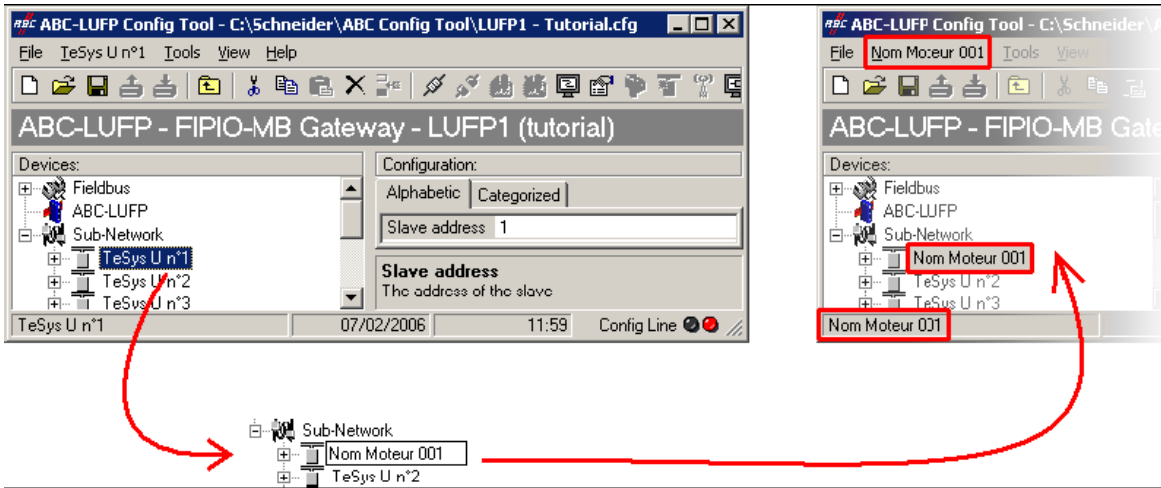 ABC-LUFP Config Tool - C:\Schneider\ABC Config Tool\LUFP1 - Tutorial.cfg
File TeSys U n°1 Tools View Help
ABC-LUFP - FIPIO-MB Gateway - LUFP1 (tutorial)
Devices:
Fieldbus
ABC-LUFP
Sub-Network
TeSys U n°1
TeSys U n°2
TeSys U n°3
Configuration:
Alphabetic Categorized
Slave address 1
Slave address
The address of the slave
TeSys U n°1 07/02/2006 11:59 Config Line
ABC-LUFP Config Tool - C:\Schneider\A
File Nom Moteur 001 Tools View
ABC-LUFP - FIPIO-MB Gate
Devices:
Fieldbus
ABC-LUFP
Sub-Network
Nom Moteur 001
TeSys U n°2
TeSys U n°3
Nom Moteur 001
Sub-Network
Nom Moteur 001
TeSys U n°2